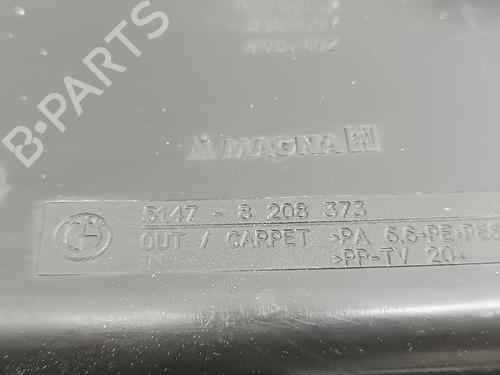 B-PARTS
MAGNA
5147 - 8 208 373
OUT / CARPET >PA 6.6+PE+PES
>PP-TV 20<